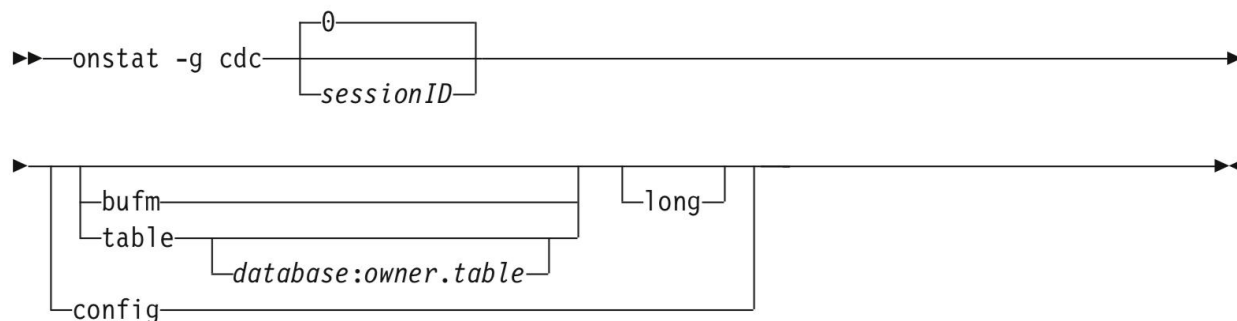 0
onstat -g cdc
sessionID
bufm
long
table
database:owner.table
config